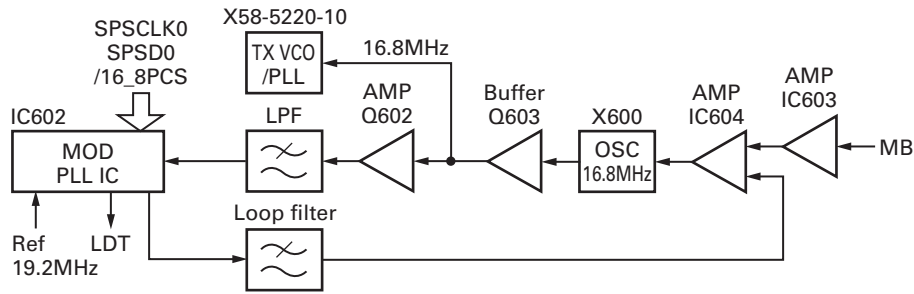 X58-5220-10
SPSCLK0
SPSD0
/16_8PCS
TX VCO
/PLL
16.8MHz
AMP
Q602
Buffer
Q603
X600
AMP
IC604
AMP
IC603
IC602
LPF
MOD
PLL IC
OSC
16.8MHz
MB
Ref
19.2MHz
LDT
Loop filter